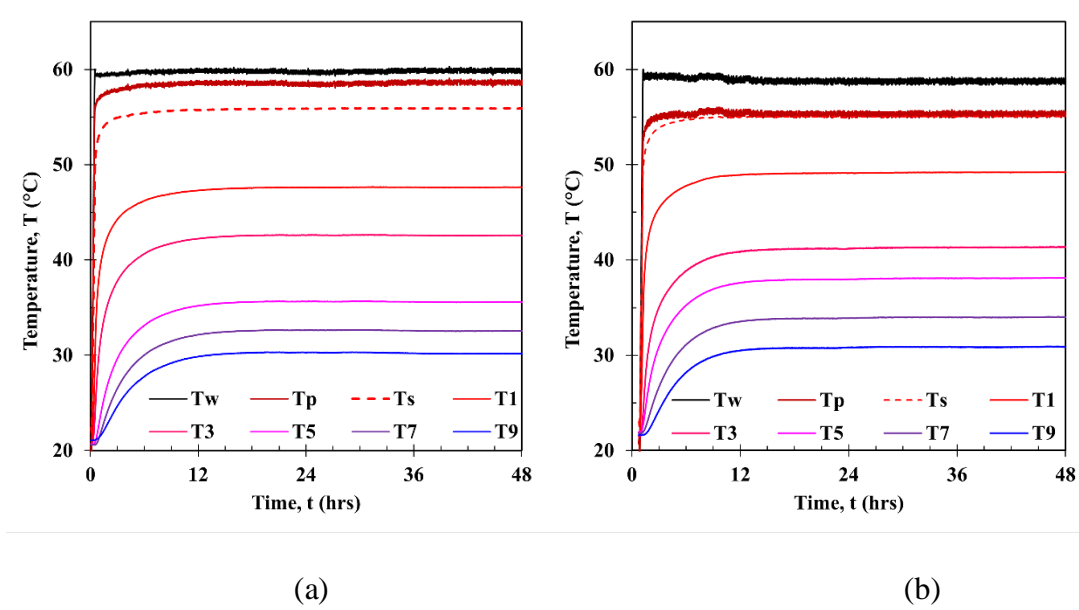 60
50
40
30
20
Temperature, T (°C)
Tw Tp Ts T1
T3 T5 T7 T9
0 12 24 36 48
Time, t (hrs)
(a)
60
50
40
30
20
Temperature, T (°C)
Tw Tp Ts T1
T3 T5 T7 T9
0 12 24 36 48
Time, t (hrs)
(b)